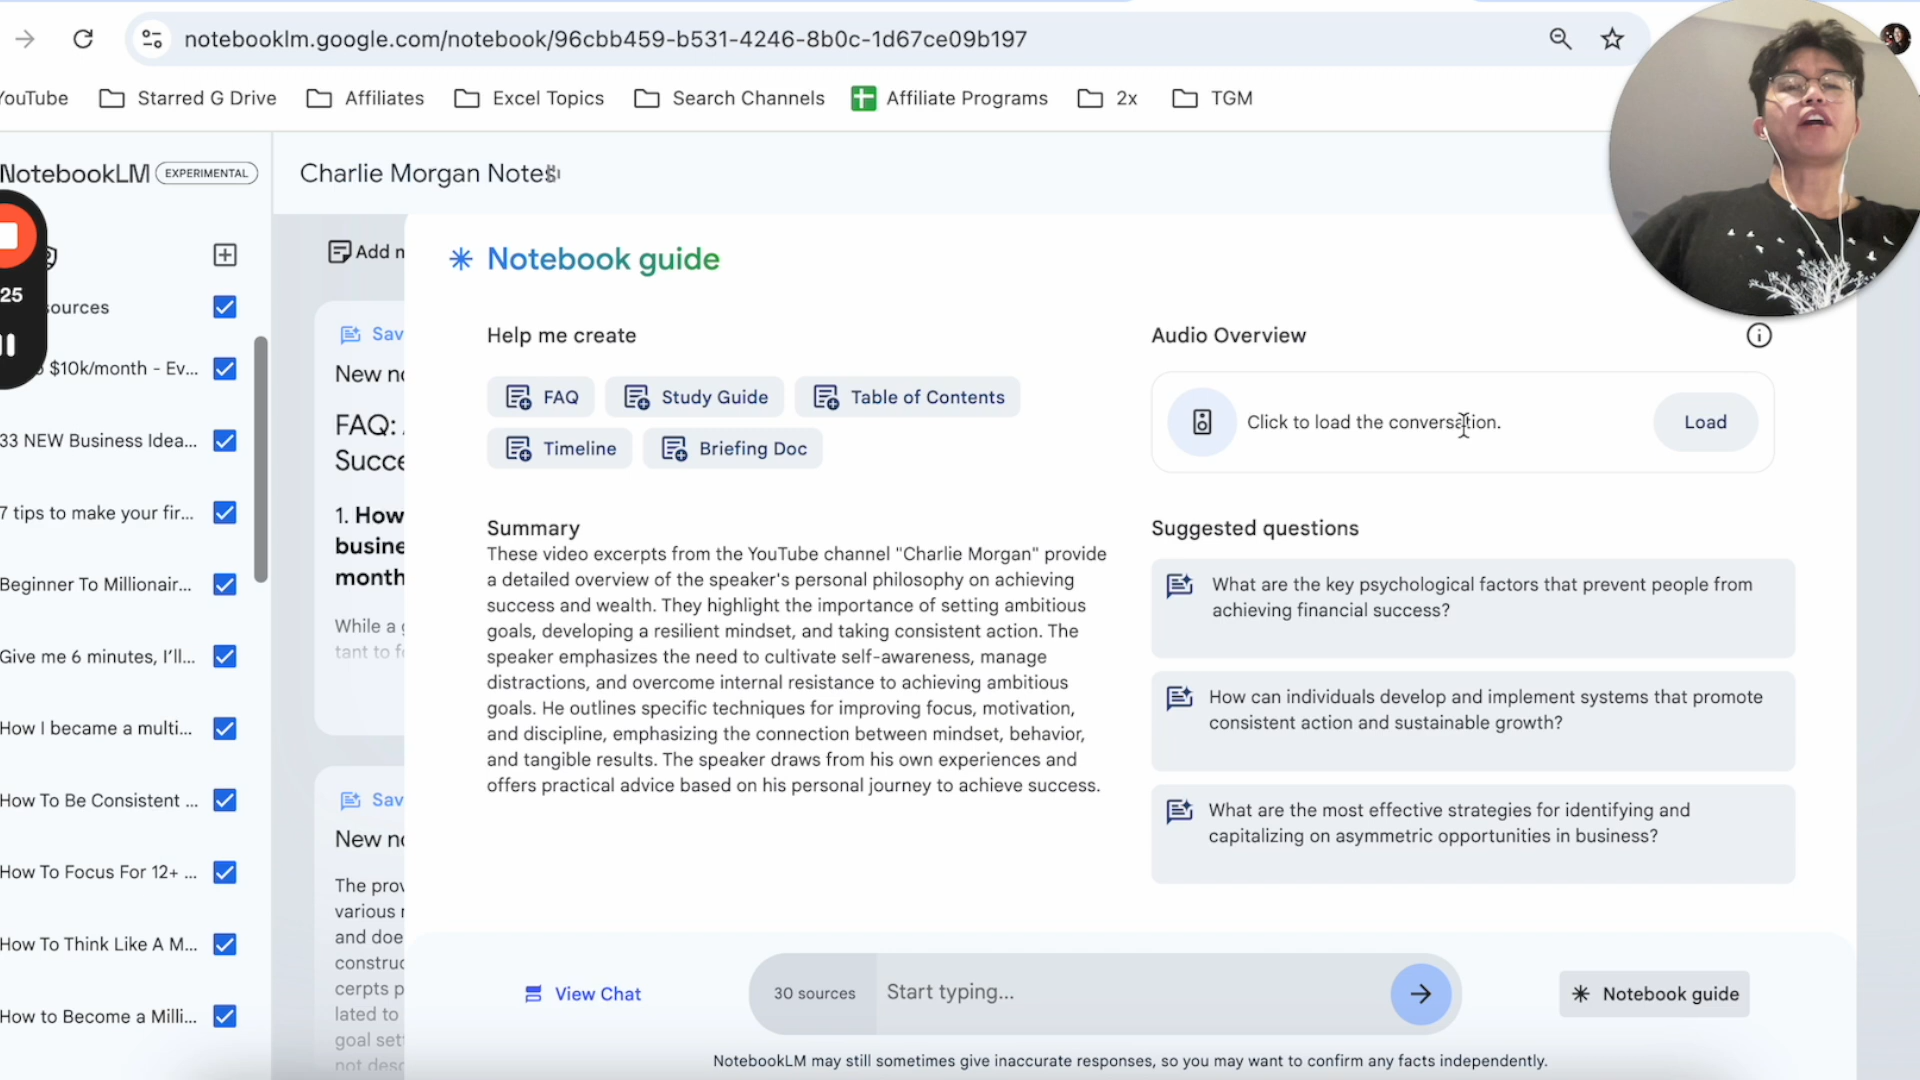 notebooklm.google.com/notebook/96cbb459-b531-4246-8b0c-1d67ce09b197
YouTube
Starred G Drive
Affiliates
Excel Topics
Search Channels
Affiliate Programs
2x
TGM
NotebookLM
EXPERIMENTAL
Charlie Morgan Notes
25
ources
$10k/month - Ev...
33 NEW Business Idea...
7 tips to make your fir...
Beginner To Millionair...
Give me 6 minutes, I'll...
How I became a multi...
How To Be Consistent ...
How To Focus For 12+ ...
How To Think Like A M...
How to Become a Milli...
Add n
Sav
New no
FAQ:
Succe
1. How
busine
month
While a g
tant to f
Sav
New no
The prov
various r
and doe
construc
cerpts p
lated to
goal set
not desc
Notebook guide
Help me create
FAQ
Study Guide
Table of Contents
Timeline
Briefing Doc
Summary
These video excerpts from the YouTube channel "Charlie Morgan" provide
a detailed overview of the speaker's personal philosophy on achieving
success and wealth. They highlight the importance of setting ambitious
goals, developing a resilient mindset, and taking consistent action. The
speaker emphasizes the need to cultivate self-awareness, manage
distractions, and overcome internal resistance to achieving ambitious
goals. He outlines specific techniques for improving focus, motivation,
and discipline, emphasizing the connection between mindset, behavior,
and tangible results. The speaker draws from his own experiences and
offers practical advice based on his personal journey to achieve success.
Audio Overview
Click to load the conversation.
Load
Suggested questions
What are the key psychological factors that prevent people from
achieving financial success?
How can individuals develop and implement systems that promote
consistent action and sustainable growth?
What are the most effective strategies for identifying and
capitalizing on asymmetric opportunities in business?
View Chat
30 sources
Start typing...
Notebook guide
NotebookLM may still sometimes give inaccurate responses, so you may want to confirm any facts independently.